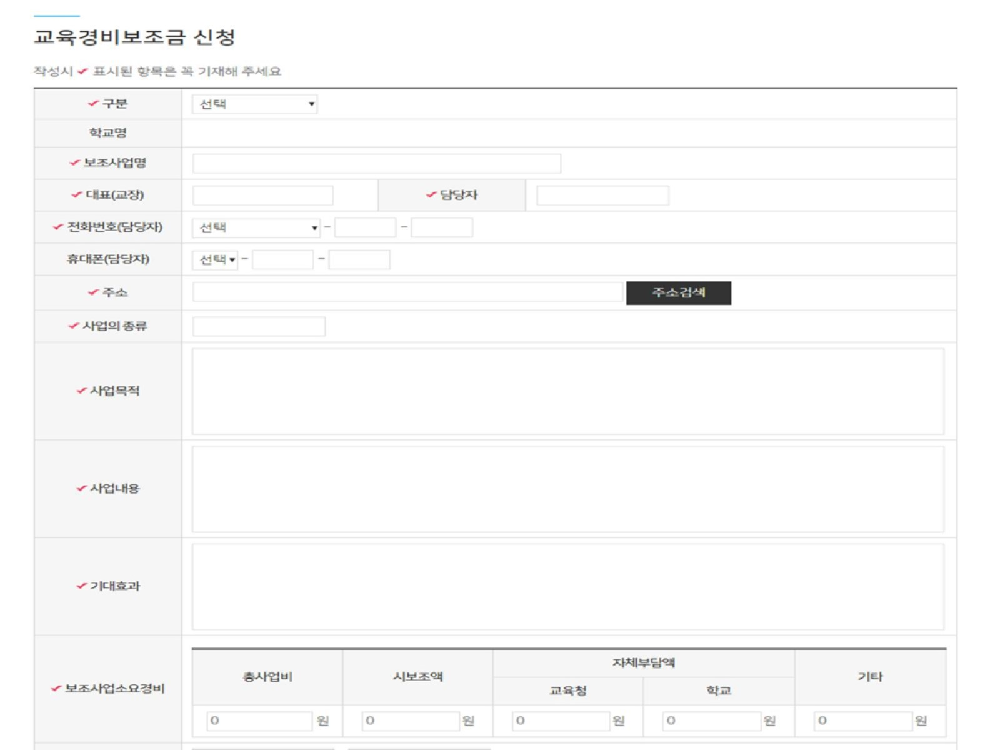 교육경비보조금 신청
작성시 ✔ 표시된 항목은 꼭 기재해 주세요
✔ 구분 선택 ▼
학교명
✔ 보조사업명
✔ 대표(교장) ✔ 담당자
✔ 전화번호(담당자) 선택 ▼ - -
휴대폰(담당자) 선택 ▼ - -
✔ 주소 주소검색
✔ 사업의 종류
✔ 사업목적
✔ 사업내용
✔ 기대효과
✔ 보조사업소요경비
총사업비 시보조액 자체부담액 기타
교육청 학교
0 원 0 원 0 원 0 원 0 원